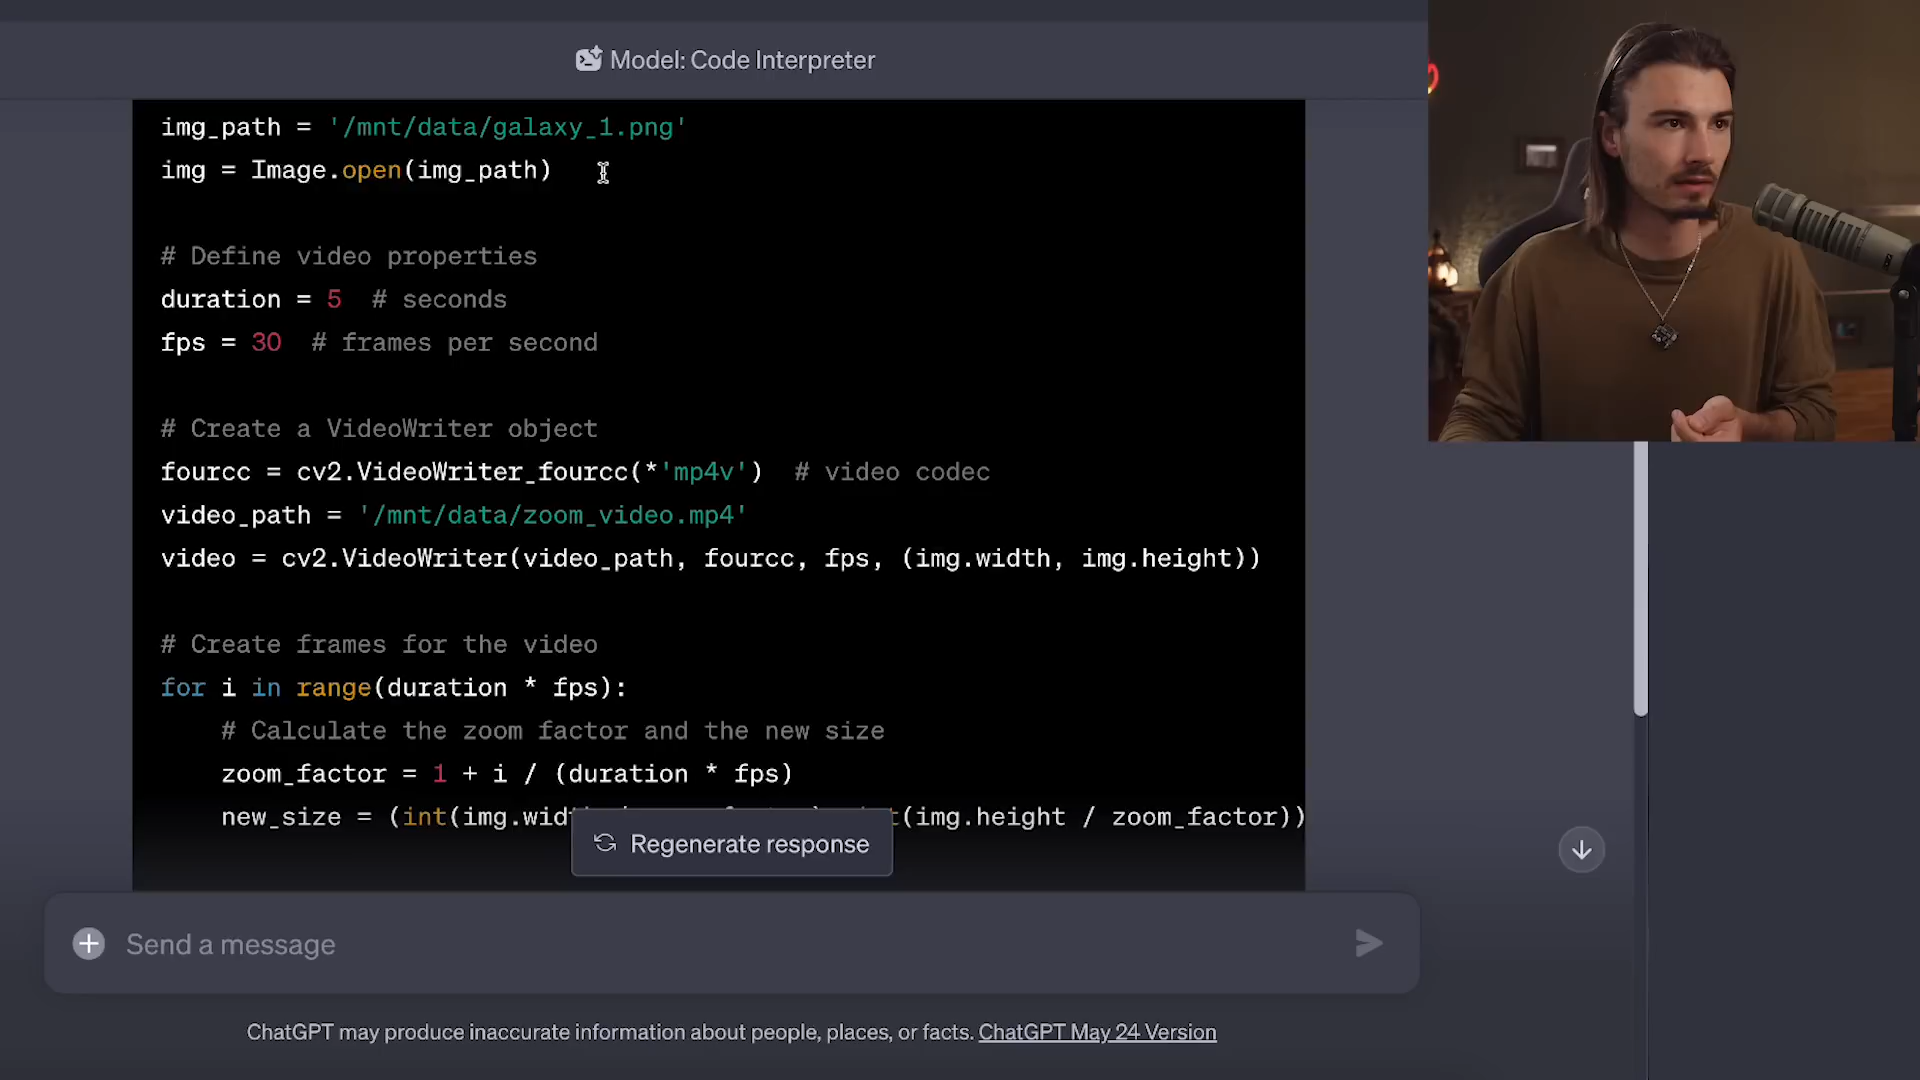 Model: Code Interpreter
img_path = '/mnt/data/galaxy_1.png'
img = Image.open(img_path)
# Define video properties
duration = 5  # seconds
fps = 30  # frames per second
# Create a VideoWriter object
fourcc = cv2.VideoWriter_fourcc(*'mp4v')  # video codec
video_path = '/mnt/data/zoom_video.mp4'
video = cv2.VideoWriter(video_path, fourcc, fps, (img.width, img.height))
# Create frames for the video
for i in range(duration * fps):
    # Calculate the zoom factor and the new size
    zoom_factor = 1 + i / (duration * fps)
    new_size = (int(img. (img.height / zoom_factor))
Regenerate response
Send a message
ChatGPT may produce inaccurate information about people, places, or facts. ChatGPT May 24 Version